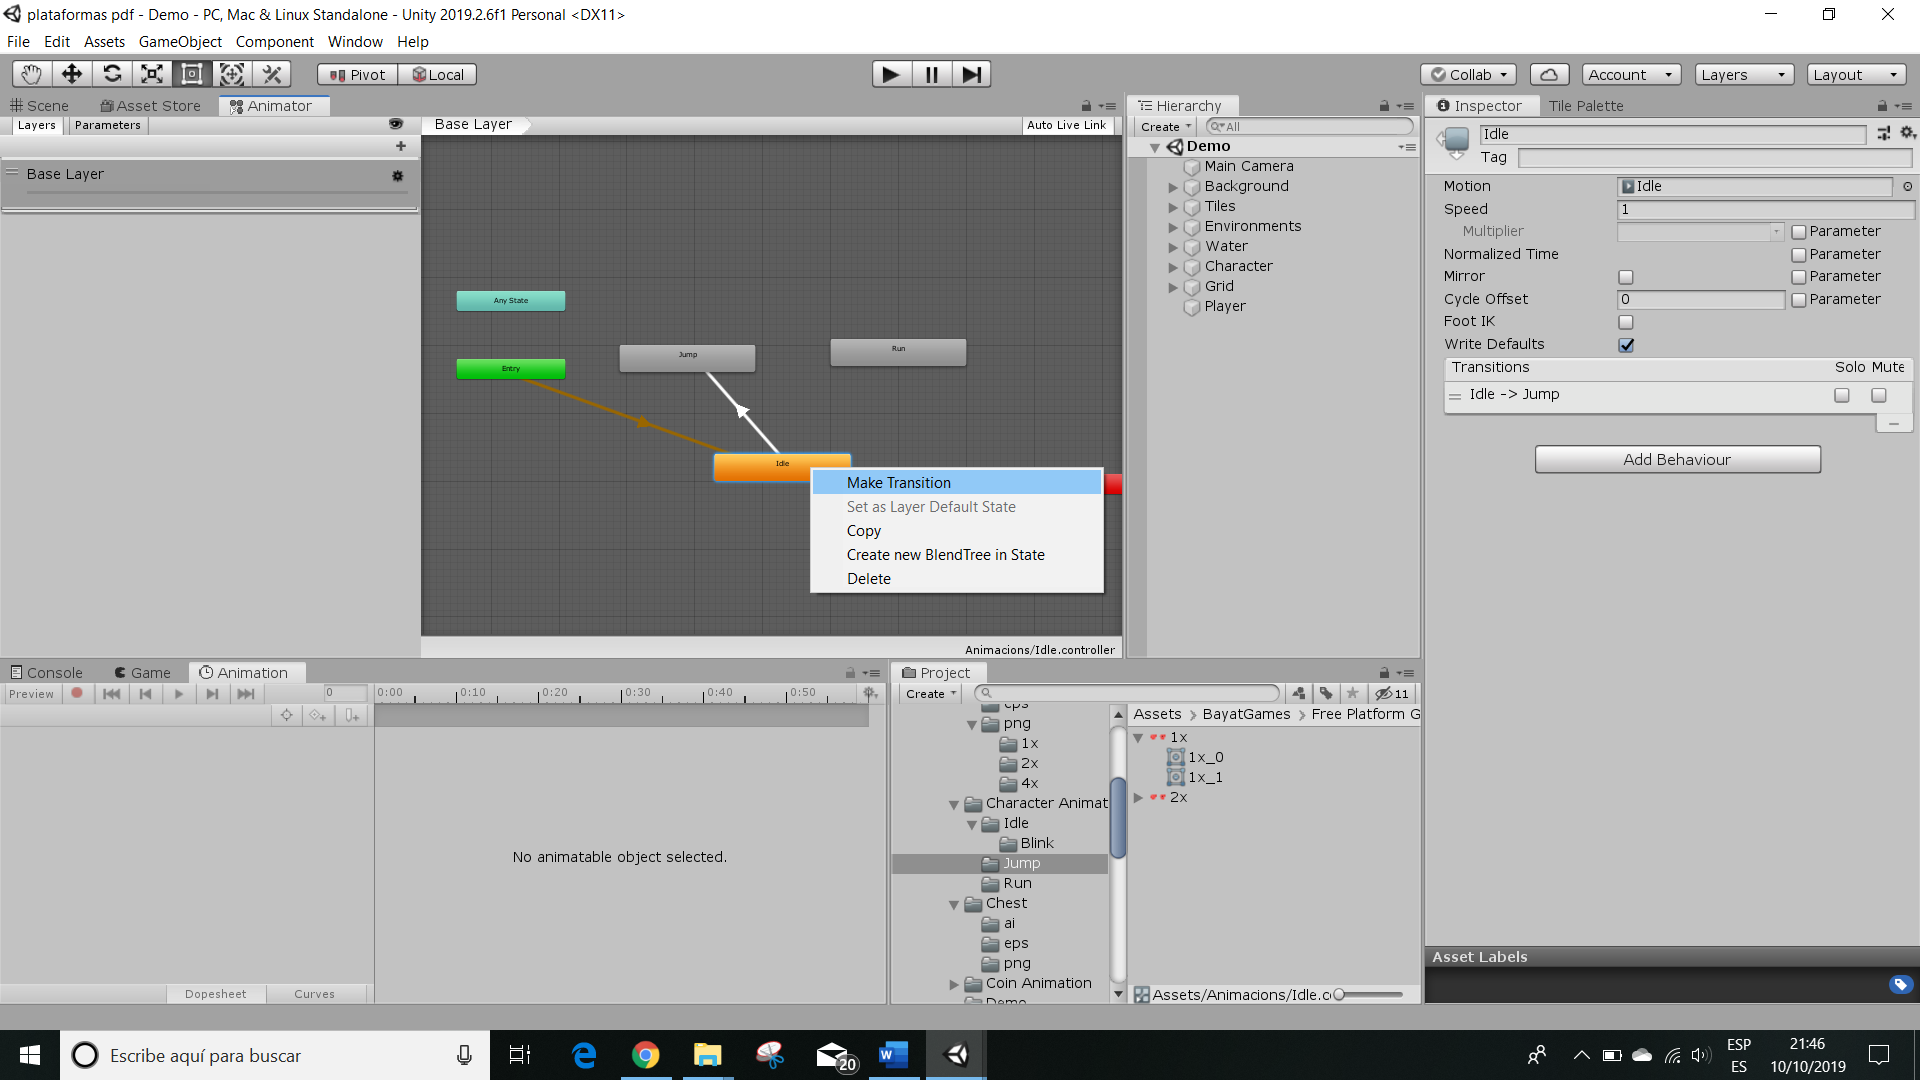 plataformas pdf - Demo - PC, Mac & Linux Standalone - Unity 2019.2.6f1 Personal <DX11>
File Edit Assets GameObject Component Window Help
Pivot Local Collab Account Layers Layout
Scene Asset Store Animator
Layers Parameters
Base Layer
Auto Live Link
Base Layer
Any State
Entry
Jump
Run
Idle
Make Transition
Set as Layer Default State
Copy
Create new BlendTree in State
Delete
Animacions/Idle.controller
Hierarchy
Create All
Demo
Main Camera
Background
Tiles
Environments
Water
Character
Grid
Player
Inspector Tile Palette
Idle
Tag
Motion Idle
Speed 1
Multiplier Parameter
Normalized Time Parameter
Mirror Parameter
Cycle Offset 0 Parameter
Foot IK
Write Defaults
Transitions Solo Mute
Idle -> Jump
Add Behaviour
Asset Labels
Console Game Animation
Preview 0 0:00 0:10 0:20 0:30 0:40 0:50
No animatable object selected.
Dopesheet Curves
Project
Create 11
eps
png
1x
2x
4x
Character Animat
Idle
Blink
Jump
Run
Chest
ai
eps
png
Coin Animation
Demo
Assets > BayatGames > Free Platform G
1x
1x_0
1x_1
2x
Assets/Animacions/Idle.co
Escribe aquí para buscar
20
ESP
ES
21:46
10/10/2019